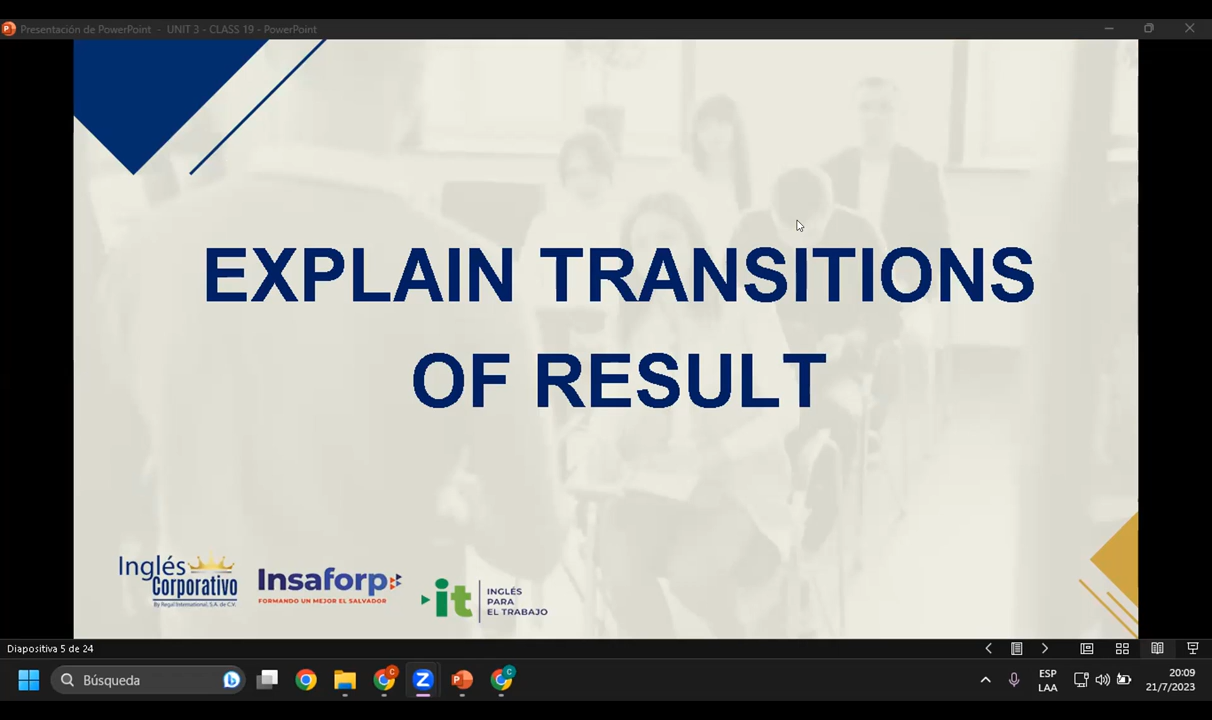 Presentación de PowerPoint - UNIT 3 - CLASS 19 - PowerPoint
EXPLAIN TRANSITIONS
OF RESULT
Inglés
Corporativo
By Regal International, S.A. de C.V.
Insaforp
FORMANDO UN MEJOR EL SALVADOR
it
INGLÉS
PARA
EL TRABAJO
Diapositiva 5 de 24
Búsqueda
ESP
LAA
20:09
21/7/2023